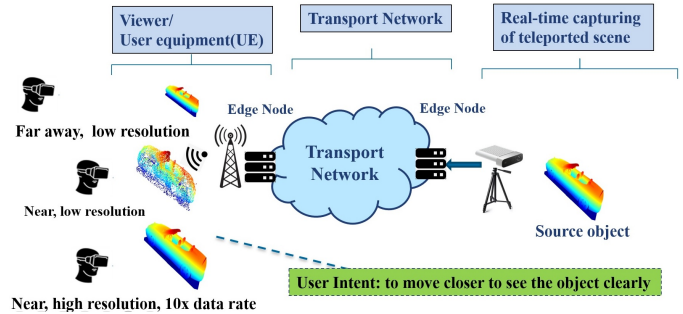 Viewer/
User equipment(UE)
Transport Network
Real-time capturing
of teleported scene
Edge Node
Edge Node
Far away, low resolution
Transport
Network
Near, low resolution
Source object
User Intent: to move closer to see the object clearly
Near, high resolution, 10x data rate